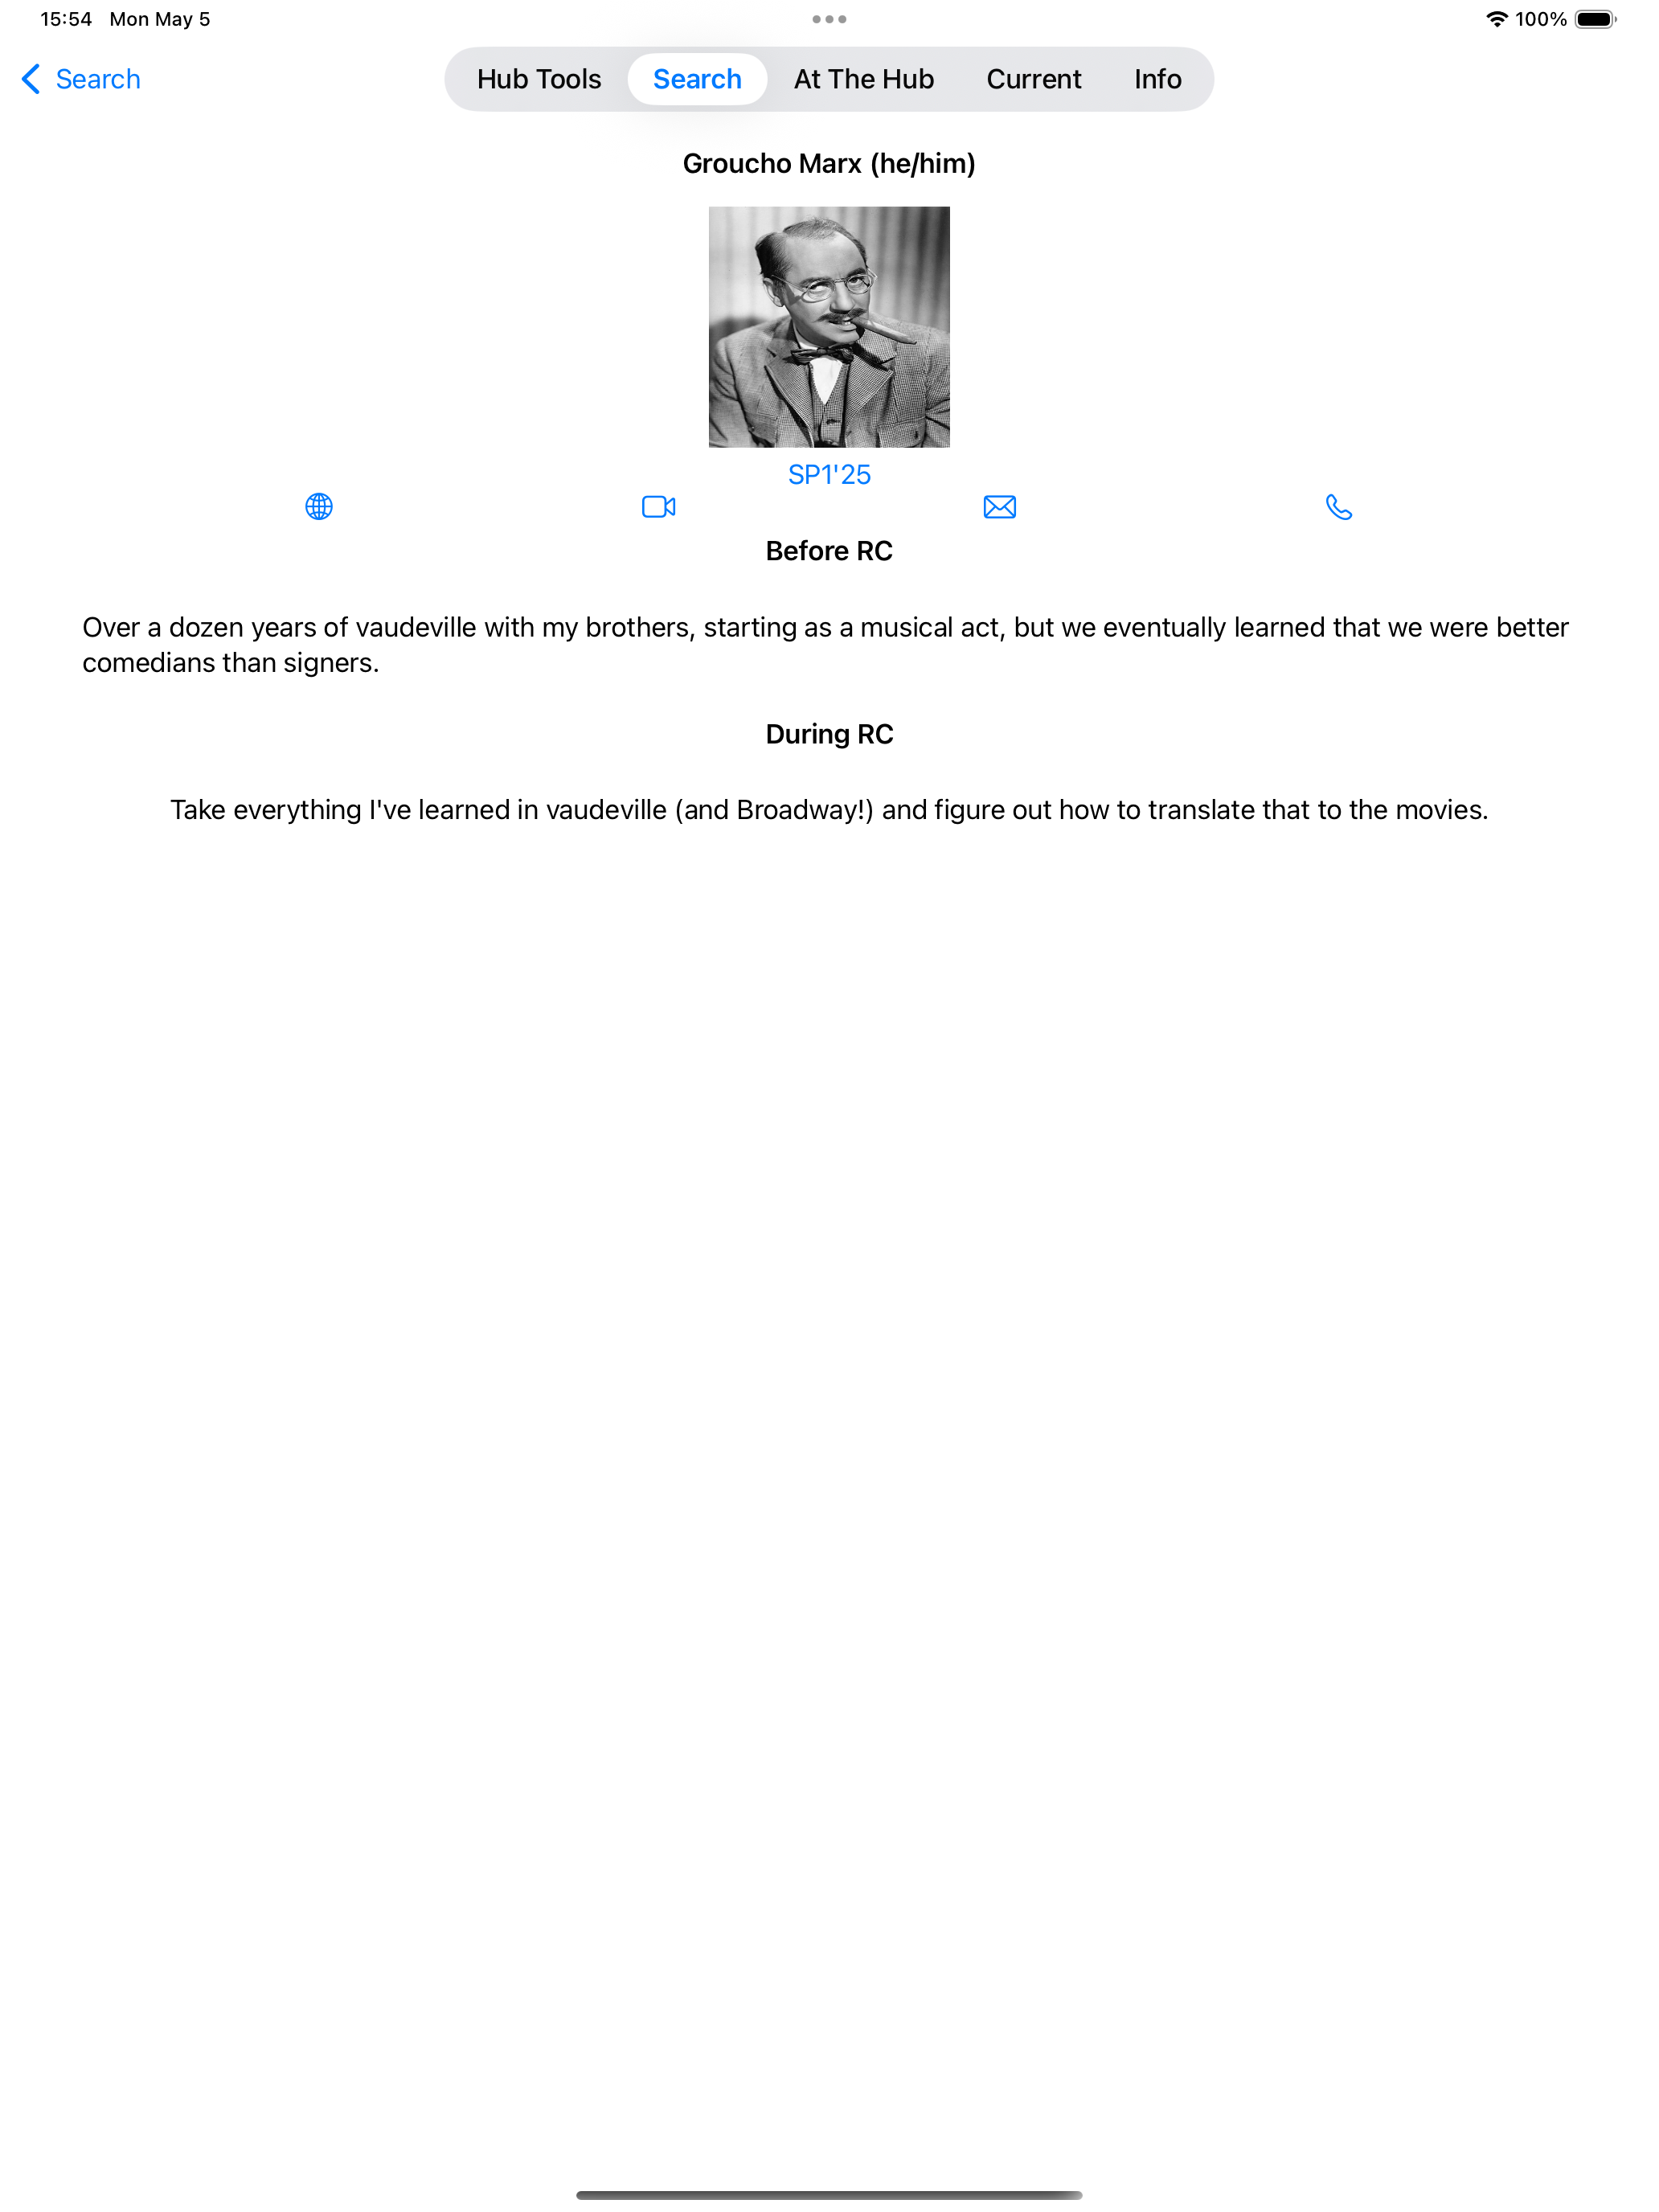 15:54 Mon May 5
100%
Search
Hub Tools
Search
At The Hub
Current
Info
Groucho Marx (he/him)
SP1'25
Before RC
Over a dozen years of vaudeville with my brothers, starting as a musical act, but we eventually learned that we were better
comedians than signers.
During RC
Take everything I've learned in vaudeville (and Broadway!) and figure out how to translate that to the movies.